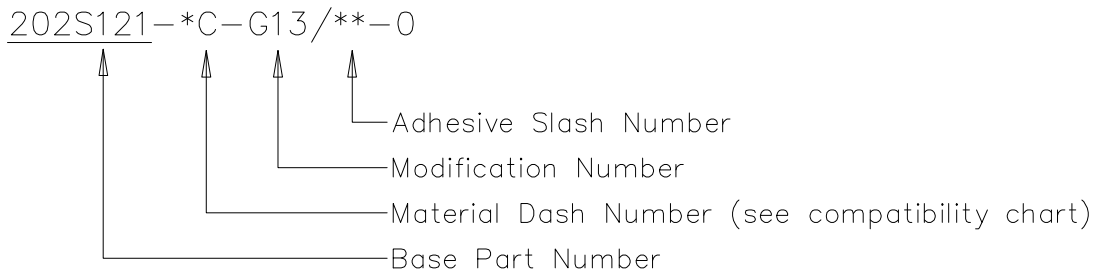 202S121-*C-G13/**-0
Adhesive Slash Number
Modification Number
Material Dash Number (see compatibility chart)
Base Part Number